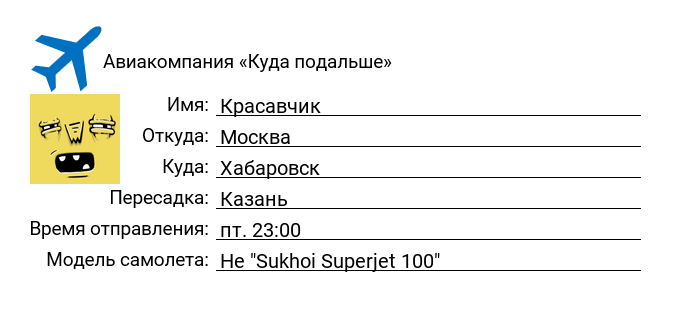 Авиакомпания «Куда подальше»
Имя: Красавчик
Откуда: Москва
Куда: Хабаровск
Пересадка: Казань
Время отправления: пт. 23:00
Модель самолета: Не "Sukhoi Superjet 100"